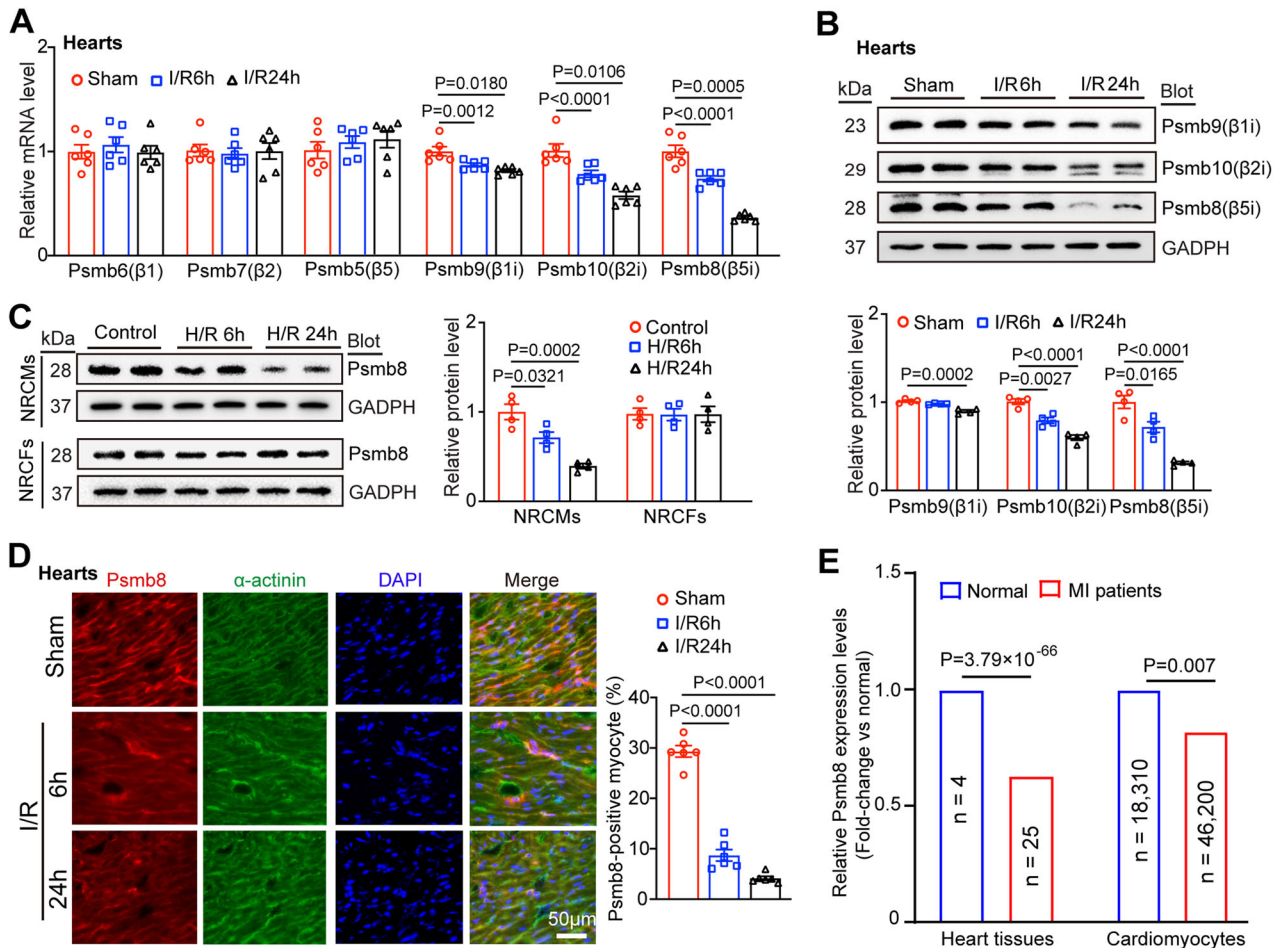 A
Hearts
Relative mRNA level
2
1
0
Sham I/R6h I/R24h
P=0.0180
P=0.0012
P=0.0106
P<0.0001
P=0.0005
P<0.0001
Psmb6(β1) Psmb7(β2) Psmb5(β5) Psmb9(β1i) Psmb10(β2i) Psmb8(β5i)
B
Hearts
kDa Sham I/R6h I/R 24h Blot
23 Psmb9(β1i)
29 Psmb10(β2i)
28 Psmb8(β5i)
37 GADPH
Relative protein level
2
1
0
Sham I/R6h I/R24h
P=0.0002
P<0.0001
P=0.0027
P<0.0001
P=0.0165
Psmb9(β1i) Psmb10(β2i) Psmb8(β5i)
C
kDa Control H/R 6h H/R 24h Blot
NRCMs
28 Psmb8
37 GADPH
NRCFs
28 Psmb8
37 GADPH
Relative protein level
2
1
0
Control
H/R6h
H/R24h
P=0.0002
P=0.0321
NRCMs NRCFs
D
Hearts
Psmb8 α-actinin DAPI Merge
Sham
I/R
6h
24h
50μm
Sham
I/R6h
I/R24h
Psmb8-positive myocyte (%)
40
30
20
10
0
P<0.0001
P<0.0001
E
Relative Psmb8 expression levels
(Fold-change vs normal)
1.5
1.0
0.5
0
Normal MI patients
P=3.79×10-66
P=0.007
n = 4
n = 25
n = 18,310
n = 46,200
Heart tissues Cardiomyocytes